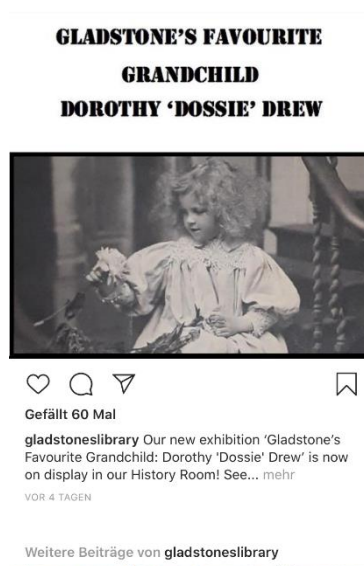 GLADSTONE’S FAVOURITE
GRANDCHILD
DOROTHY ‘DOSSIE’ DREW
Gefällt 60 Mal
gladstoneslibrary Our new exhibition ‘Gladstone’s
Favourite Grandchild: Dorothy 'Dossie' Drew’ is now
on display in our History Room! See... mehr
VOR 4 TAGEN
Weitere Beiträge von gladstoneslibrary